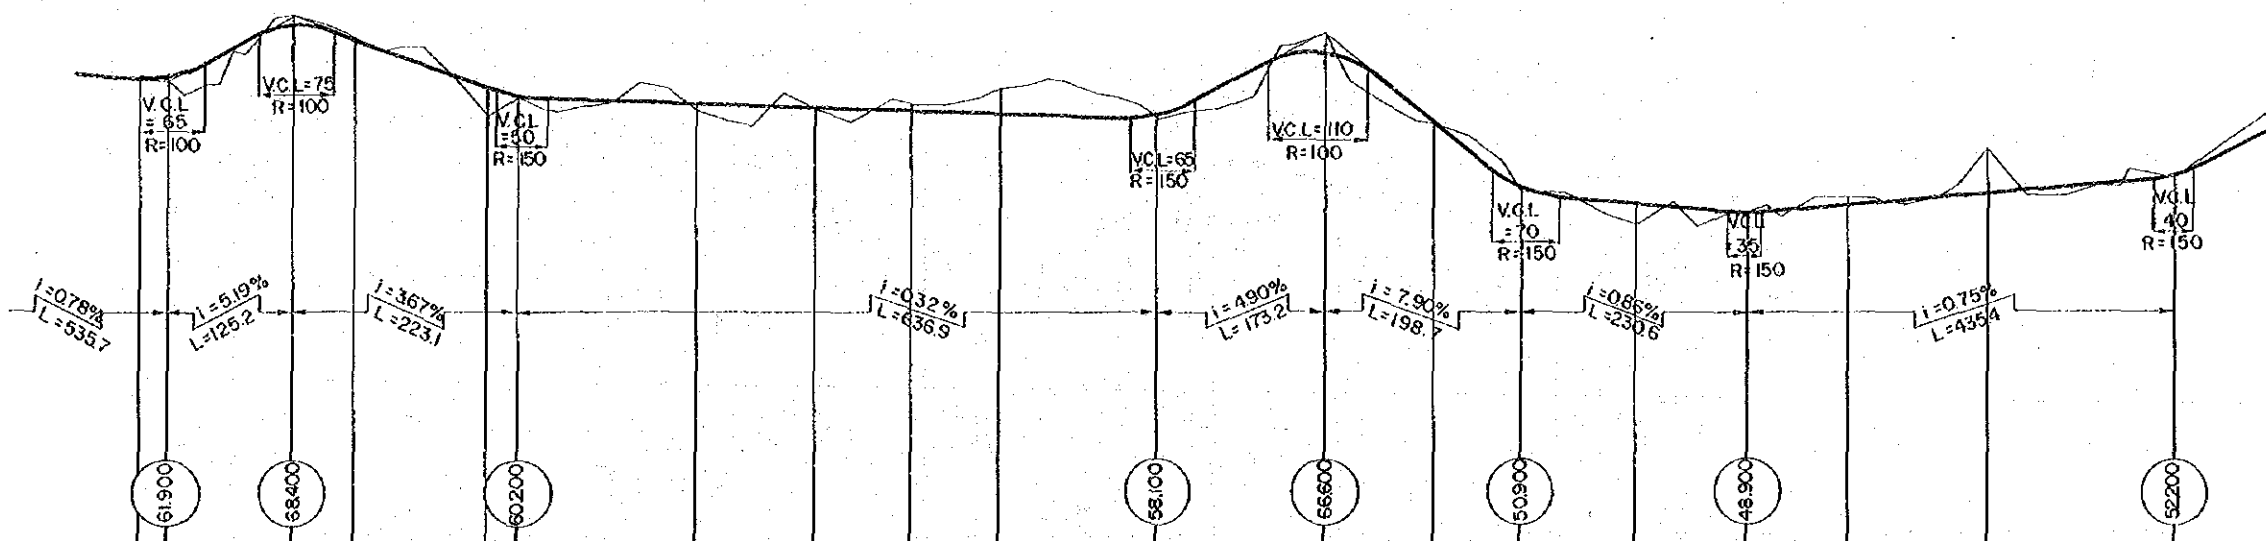 V.C.L
= 65
R=100
V.C.L=75
R=100
V.C.L
=50
R=150
V.C.L=65
R=150
V.C.L=110
R=100
V.C.L
=70
R=150
V.C.L
35
R=150
V.C.L
40
R=150
i=0.78%
L=535.7
i=5.19%
L=125.2
i=3.67%
L=223.1
i=0.32%
L=636.9
i=4.90%
L=173.2
i=7.90%
L=198.7
i=0.86%
L=230.6
i=0.75%
L=435.4
61.900
68.400
60.200
58.100
66.600
50.900
48.900
52.200